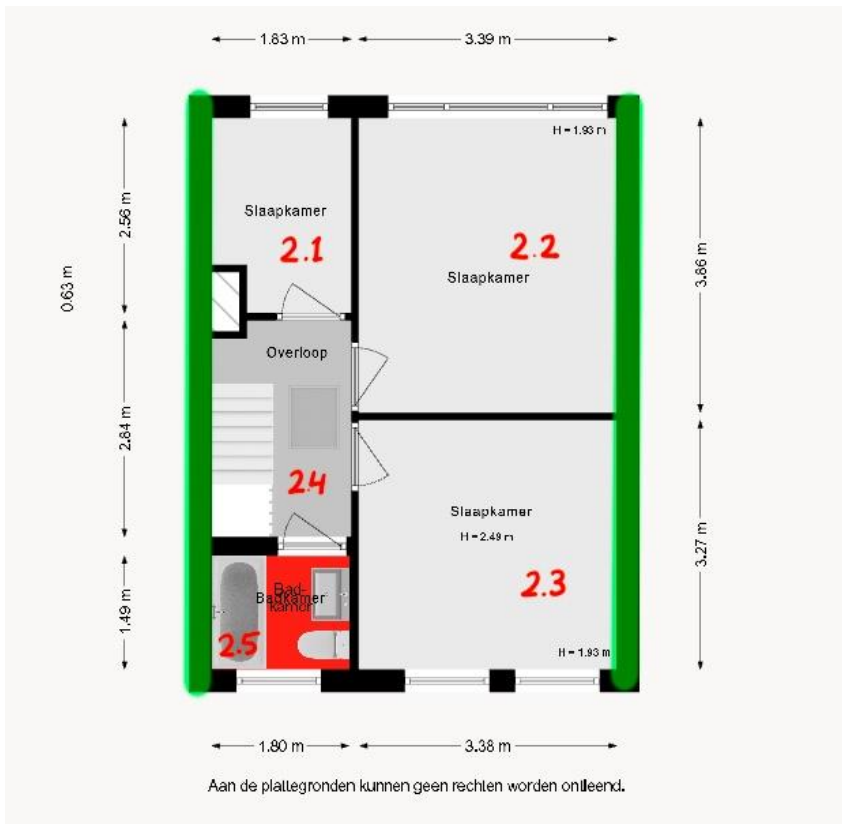 1.83 m
3.39 m
H = 1.93 m
2.56 m
Slaapkamer
2.1
2.2
Slaapkamer
3.86 m
0.63 m
Overloop
2.84 m
2.4
Slaapkamer
H = 2.49 m
2.3
3.27 m
Bad-
kamer
Badkamer
1.49 m
2.5
H = 1.93 m
1.80 m
3.38 m
Aan de plattegronden kunnen geen rechten worden ontleend.